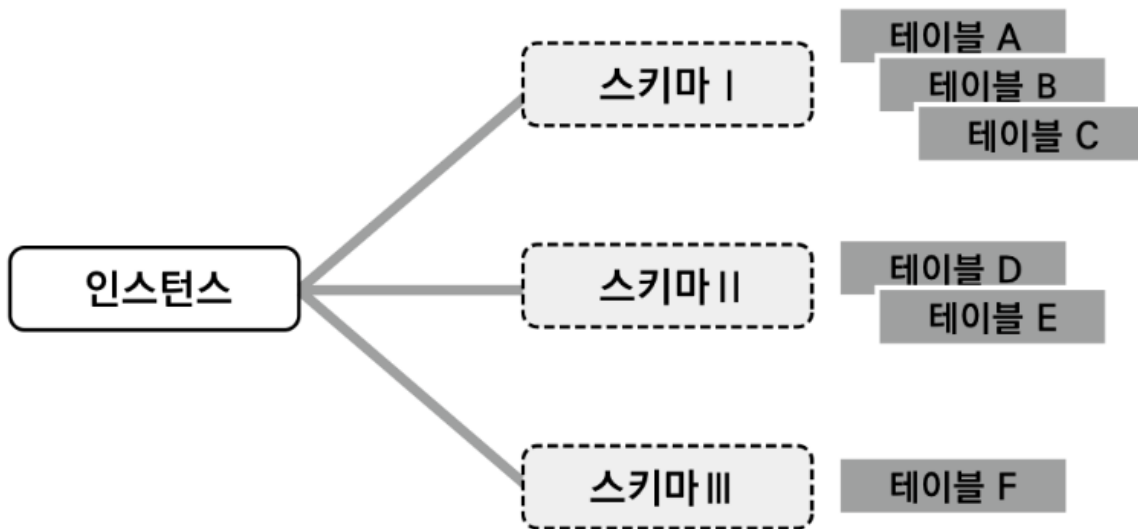 테이블 A
스키마 Ⅰ
테이블 B
테이블 C
인스턴스
스키마 Ⅱ
테이블 D
테이블 E
스키마 Ⅲ
테이블 F